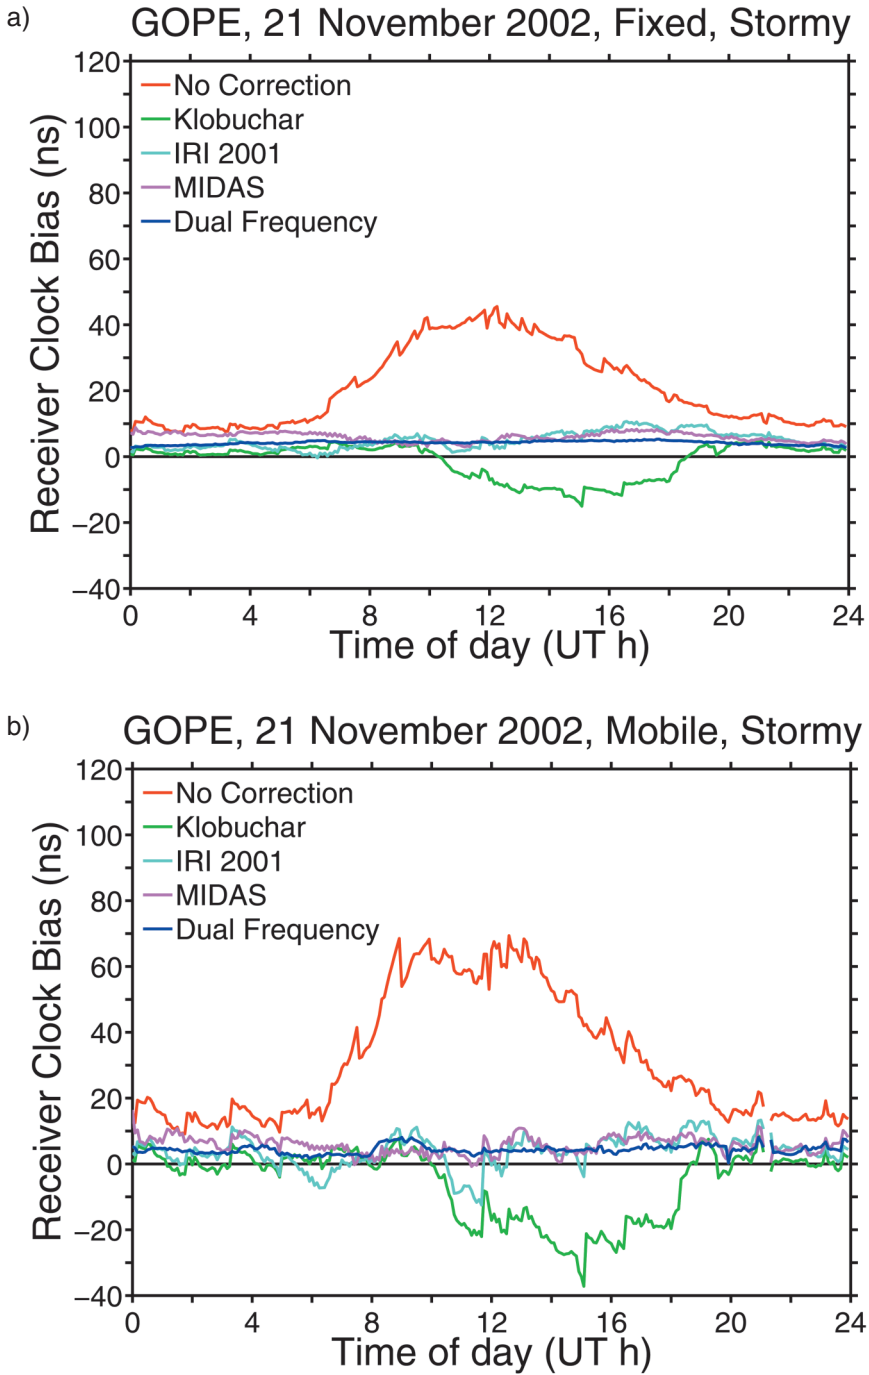 a)
GOPE, 21 November 2002, Fixed, Stormy
120
100
80
60
40
20
0
−20
−40
Receiver Clock Bias (ns)
No Correction
Klobuchar
IRI 2001
MIDAS
Dual Frequency
0 4 8 12 16 20 24
Time of day (UT h)
b)
GOPE, 21 November 2002, Mobile, Stormy
120
100
80
60
40
20
0
−20
−40
Receiver Clock Bias (ns)
No Correction
Klobuchar
IRI 2001
MIDAS
Dual Frequency
0 4 8 12 16 20 24
Time of day (UT h)